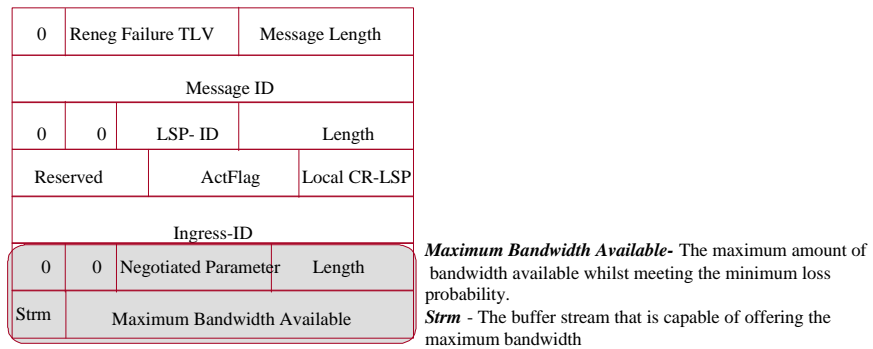 0 Reneg Failure TLV Message Length
Message ID
0 0 LSP- ID Length
Reserved ActFlag Local CR-LSP
Ingress-ID
0 0 Negotiated Parameter Length
Strm Maximum Bandwidth Available
Maximum Bandwidth Available- The maximum amount of
bandwidth available whilst meeting the minimum loss
probability.
Strm - The buffer stream that is capable of offering the
maximum bandwidth